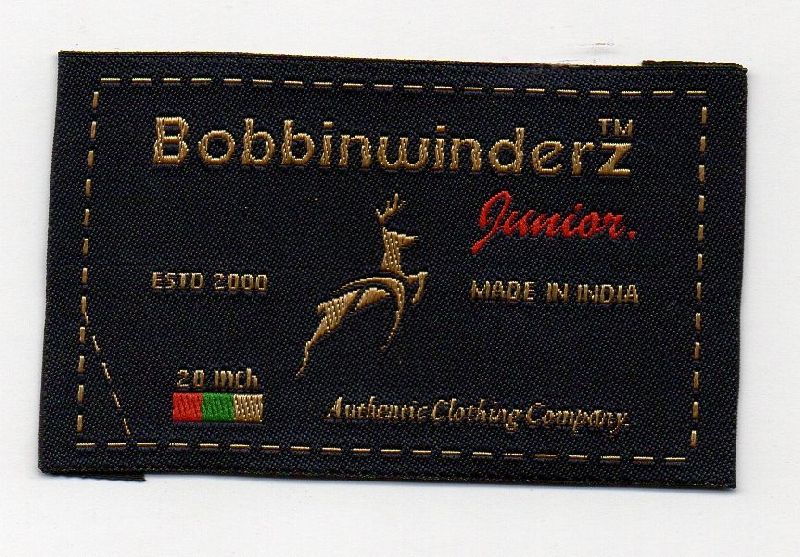 Bobbinwinderz™
Junior.
ESTD 2000
MADE IN INDIA
20 inch
Authentic Clothing Company.